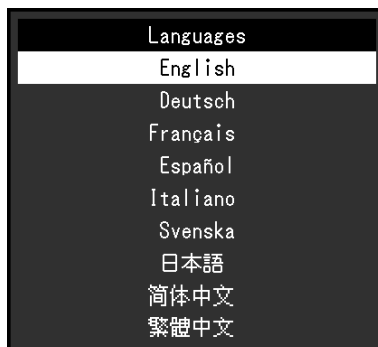 Languages
English
Deutsch
Français
Español
Italiano
Svenska
日本語
简体中文
繁體中文